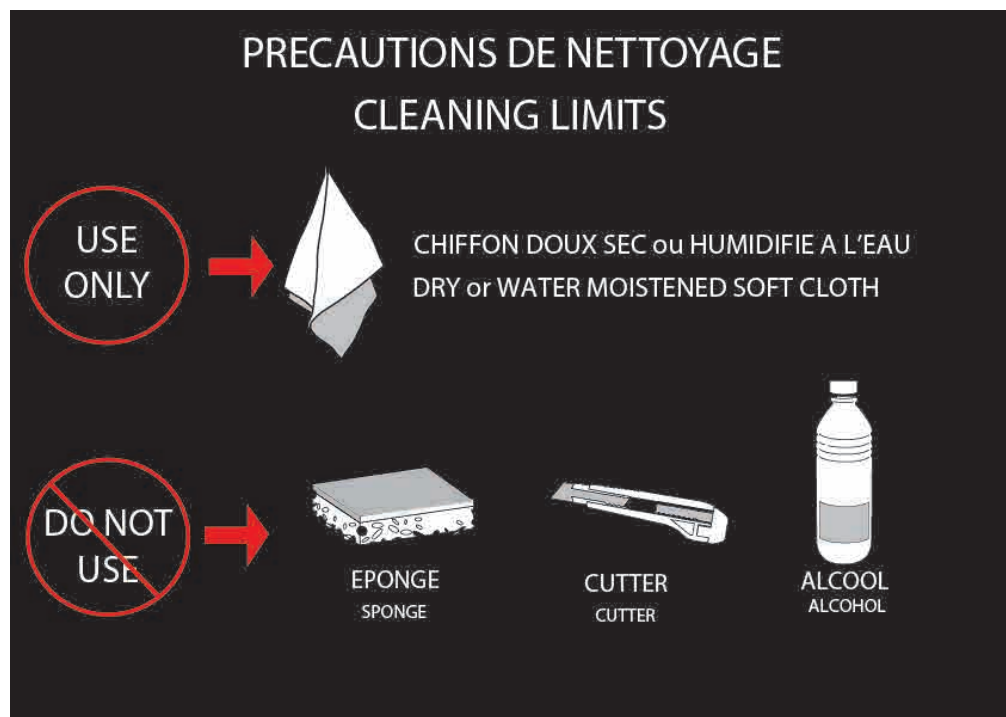 PRECAUTIONS DE NETTOYAGE
CLEANING LIMITS
USE
ONLY
CHIFFON DOUX SEC ou HUMIDIFIE A L'EAU
DRY or WATER MOISTENED SOFT CLOTH
DO NOT
USE
EPONGE
SPONGE
CUTTER
CUTTER
ALCOOL
ALCOHOL